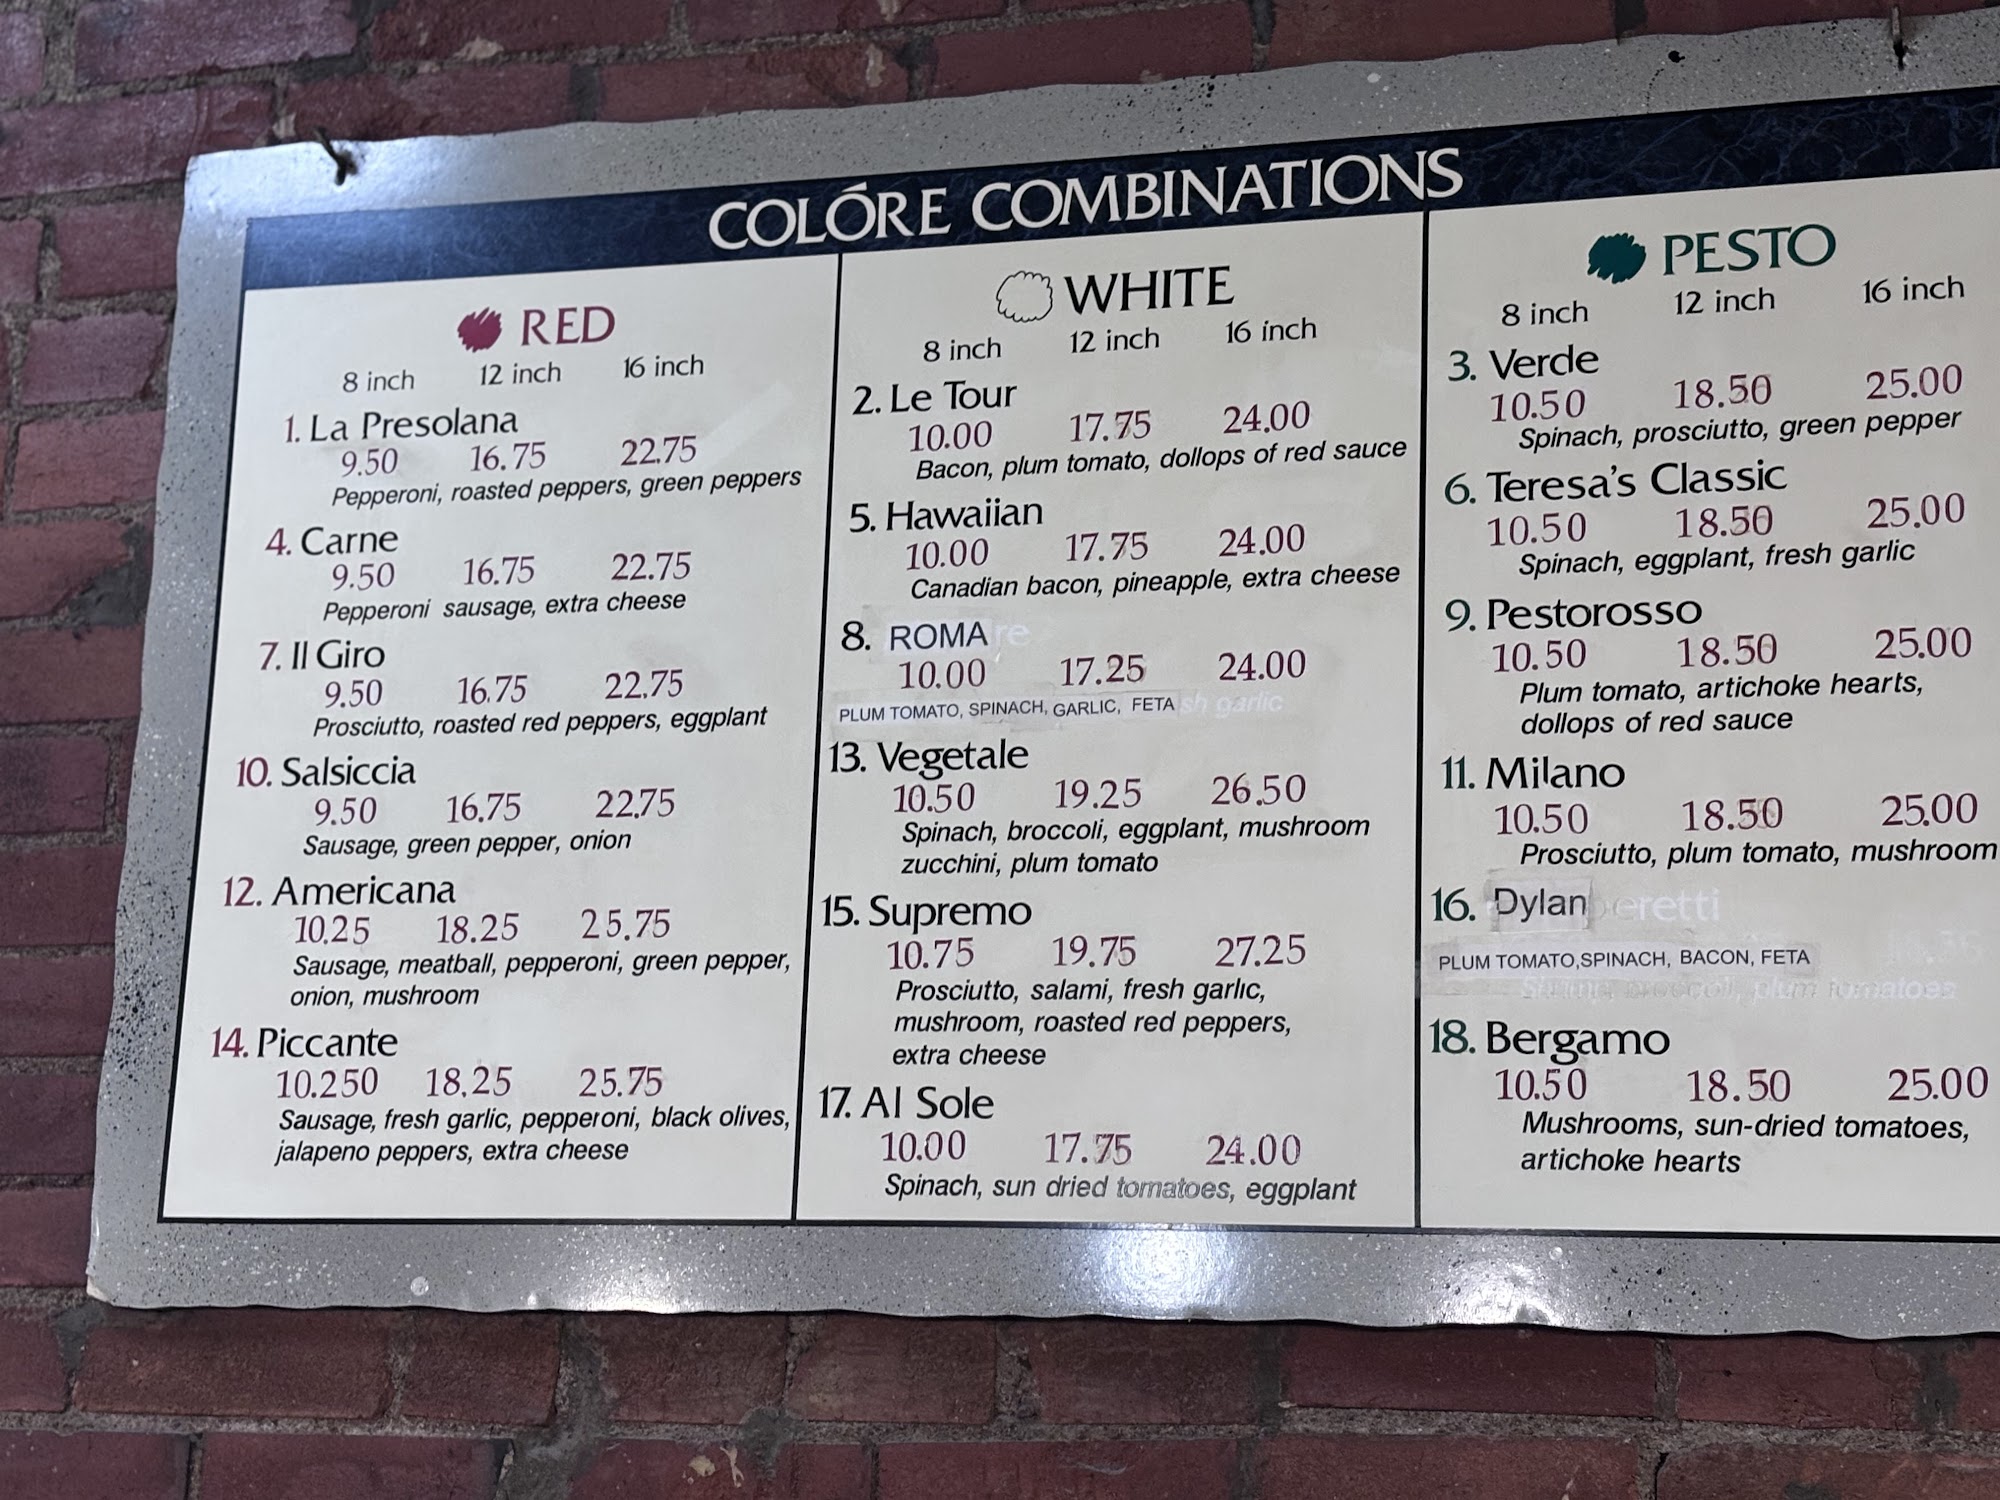 COLÓRE COMBINATIONS
RED
8 inch 12 inch 16 inch
1. La Presolana
9.50 16.75 22.75
Pepperoni, roasted peppers, green peppers
4. Carne
9.50 16.75 22.75
Pepperoni sausage, extra cheese
7. Il Giro
9.50 16.75 22.75
Prosciutto, roasted red peppers, eggplant
10. Salsiccia
9.50 16.75 22.75
Sausage, green pepper, onion
12. Americana
10.25 18.25 25.75
Sausage, meatball, pepperoni, green pepper,
onion, mushroom
14. Piccante
10.250 18.25 25.75
Sausage, fresh garlic, pepperoni, black olives,
jalapeno peppers, extra cheese
WHITE
8 inch 12 inch 16 inch
2. Le Tour
10.00 17.75 24.00
Bacon, plum tomato, dollops of red sauce
5. Hawaiian
10.00 17.75 24.00
Canadian bacon, pineapple, extra cheese
8. ROMA re
10.00 17.25 24.00
PLUM TOMATO, SPINACH, GARLIC, FETA sh garlic
13. Vegetale
10.50 19.25 26.50
Spinach, broccoli, eggplant, mushroom
zucchini, plum tomato
15. Supremo
10.75 19.75 27.25
Prosciutto, salami, fresh garlic,
mushroom, roasted red peppers,
extra cheese
17. Al Sole
10.00 17.75 24.00
Spinach, sun dried tomatoes, eggplant
PESTO
8 inch 12 inch 16 inch
3. Verde
10.50 18.50 25.00
Spinach, prosciutto, green pepper
6. Teresa's Classic
10.50 18.50 25.00
Spinach, eggplant, fresh garlic
9. Pestorosso
10.50 18.50 25.00
Plum tomato, artichoke hearts,
dollops of red sauce
11. Milano
10.50 18.50 25.00
Prosciutto, plum tomato, mushroom
16. Dylan eretti
PLUM TOMATO,SPINACH, BACON, FETA
broccoli, plum tomatoes
18. Bergamo
10.50 18.50 25.00
Mushrooms, sun-dried tomatoes,
artichoke hearts